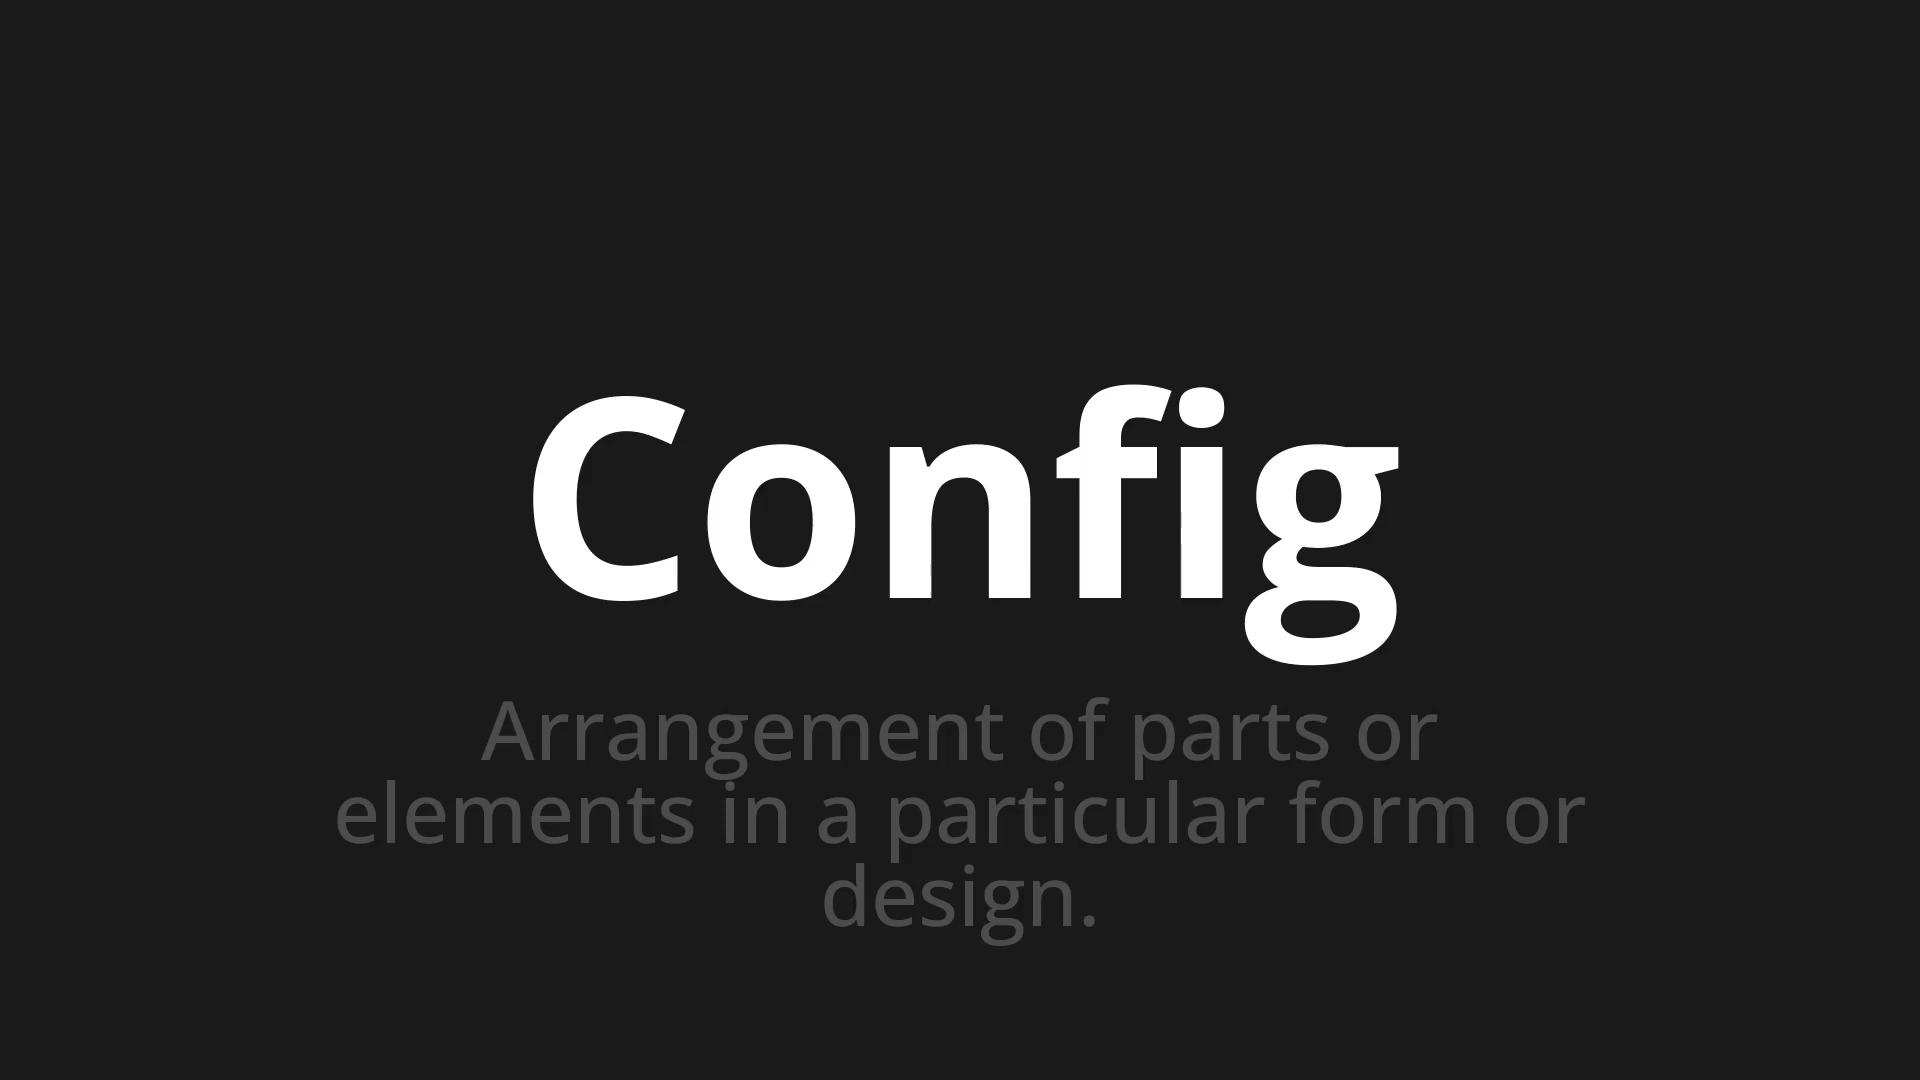 Config
Arrangement of parts or
elements in a particular form or
design.